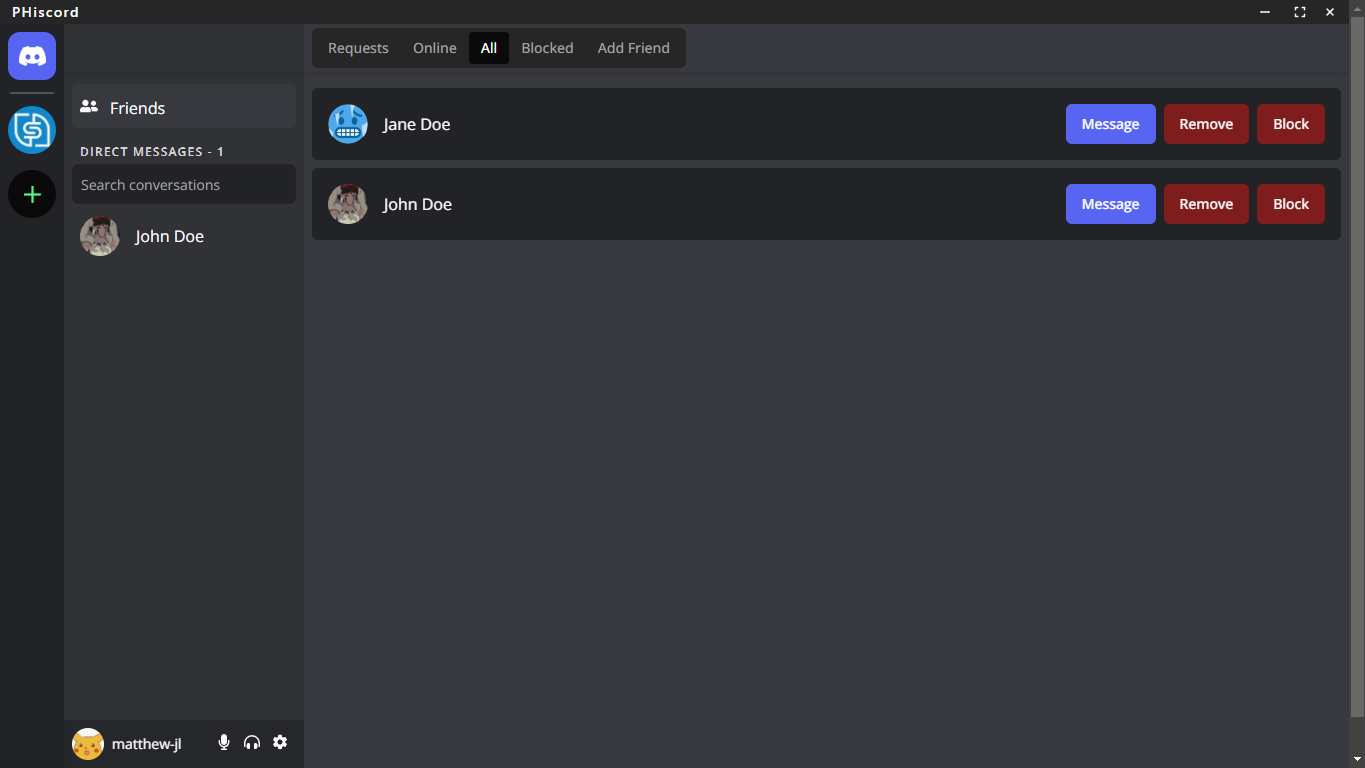 PHiscord
Requests Online All Blocked Add Friend
Friends
DIRECT MESSAGES - 1
Search conversations
John Doe
Jane Doe Message Remove Block
John Doe Message Remove Block
matthew-jl